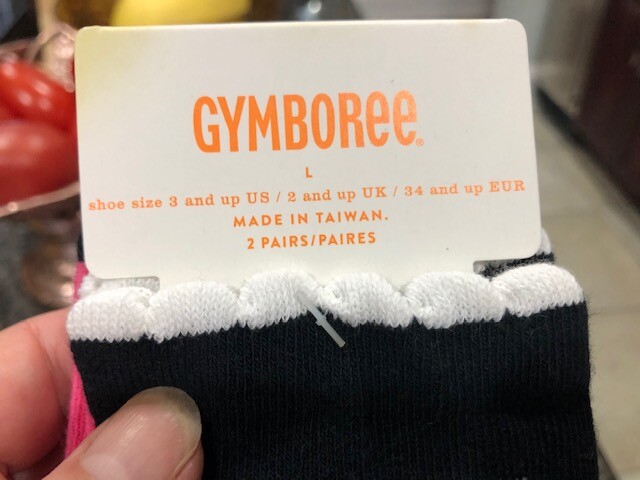 GYMBOREE®
L
shoe size 3 and up US / 2 and up UK / 34 and up EUR
MADE IN TAIWAN.
2 PAIRS/PAIRES